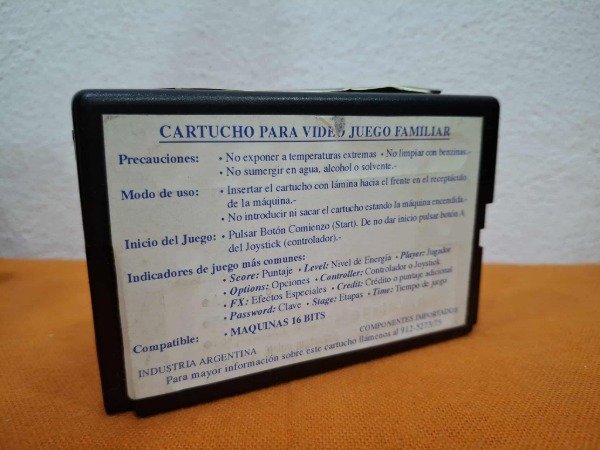 CARTUCHO PARA VIDEO JUEGO FAMILIAR
Precauciones: • No exponer a temperaturas extremas • No limpiar con benzinas.-
• No sumergir en agua, alcohol o solvente.-
Modo de uso: • Insertar el cartucho con lámina hacia el frente en el receptáculo
de la máquina.-
• No introducir ni sacar el cartucho estando la máquina encendida.-
Inicio del Juego: • Pulsar Botón Comienzo (Start). De no dar inicio pulsar botón A
del Joystick (controlador).-
Indicadores de juego más comunes:
• Score: Puntaje • Level: Nivel de Energía • Player: Jugador
• Options: Opciones • Controller: Controlador o Joystick
• FX: Efectos Especiales • Credit: Crédito o puntaje adicional
• Password: Clave • Stage: Etapas • Time: Tiempo de juego
Compatible: • MAQUNAS 16 BITS
INDUSTRIA ARGENTINA COMPONENTES IMPORTADOS
Para mayor información sobre este cartucho llámenos al 912-5273/75